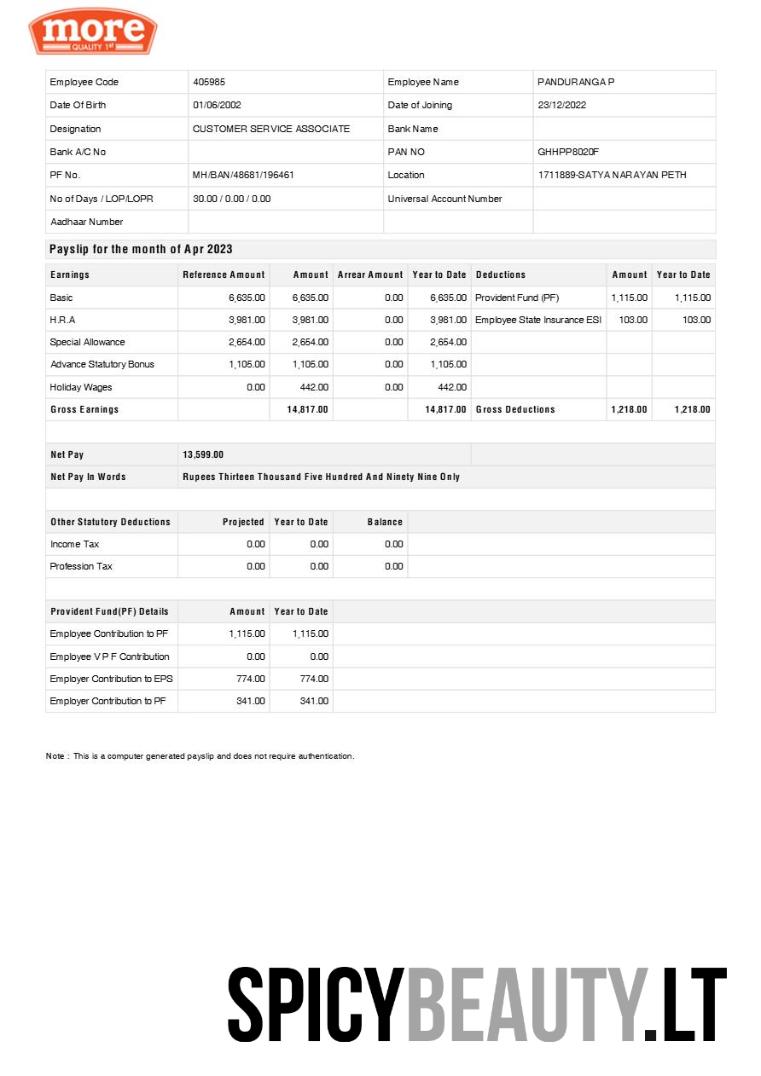 more
QUALITY 1st
Employee Code 405985 Employee Name PANDURANGA P
Date Of Birth 01/06/2002 Date of Joining 23/12/2022
Designation CUSTOMER SERVICE ASSOCIATE Bank Name
Bank A/C No PAN NO GHHPP8020F
PF No. MH/BAN/48681/196461 Location 1711889-SATYA NARAYAN PETH
No of Days / LOP/LOPR 30.00 / 0.00 / 0.00 Universal Account Number
Aadhaar Number
Payslip for the month of Apr 2023
Earnings Reference Amount Amount Arrear Amount Year to Date Deductions Amount Year to Date
Basic 6,635.00 6,635.00 0.00 6,635.00 Provident Fund (PF) 1,115.00 1,115.00
H.R.A 3,981.00 3,981.00 0.00 3,981.00 Employee State Insurance ESI 103.00 103.00
Special Allowance 2,654.00 2,654.00 0.00 2,654.00
Advance Statutory Bonus 1,105.00 1,105.00 0.00 1,105.00
Holiday Wages 0.00 442.00 0.00 442.00
Gross Earnings 14,817.00 14,817.00 Gross Deductions 1,218.00 1,218.00
Net Pay 13,599.00
Net Pay In Words Rupees Thirteen Thousand Five Hundred And Ninety Nine Only
Other Statutory Deductions Projected Year to Date Balance
Income Tax 0.00 0.00 0.00
Profession Tax 0.00 0.00 0.00
Provident Fund(PF) Details Amount Year to Date
Employee Contribution to PF 1,115.00 1,115.00
Employee V P F Contribution 0.00 0.00
Employer Contribution to EPS 774.00 774.00
Employer Contribution to PF 341.00 341.00
Note : This is a computer generated payslip and does not require authentication.
SPICYBEAUTY.LT